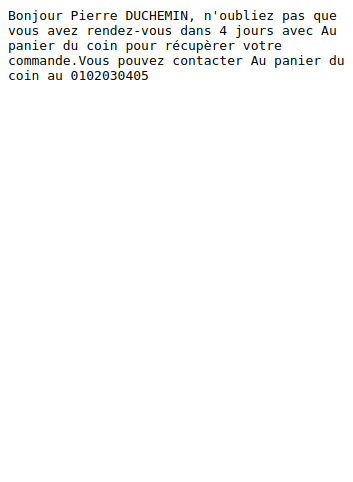 Bonjour Pierre DUCHEMIN, n'oubliez pas que
vous avez rendez-vous dans 4 jours avec Au
panier du coin pour récupèrer votre
commande.Vous pouvez contacter Au panier du
coin au 0102030405